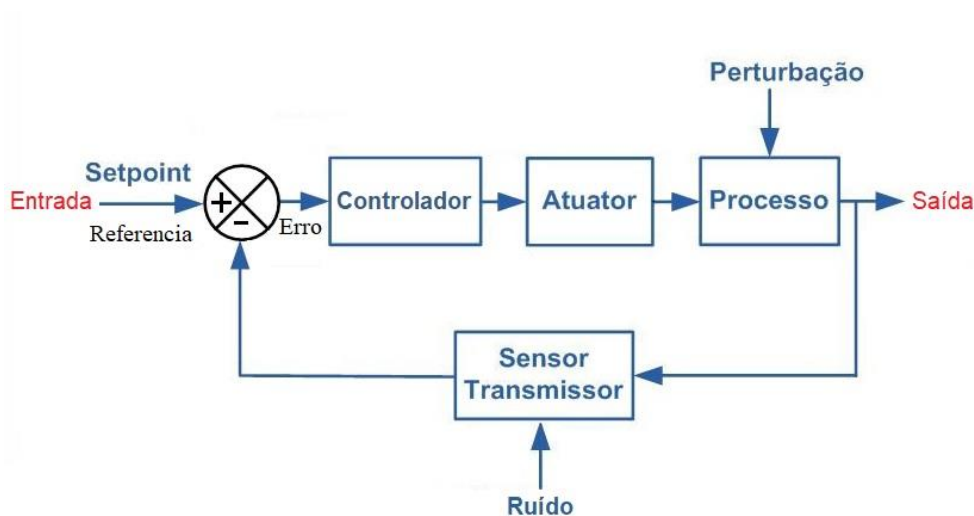 Perturbação
Setpoint
Entrada
Referencia
+
-
Erro
Controlador
Atuator
Processo
Saída
Sensor
Transmissor
Ruído